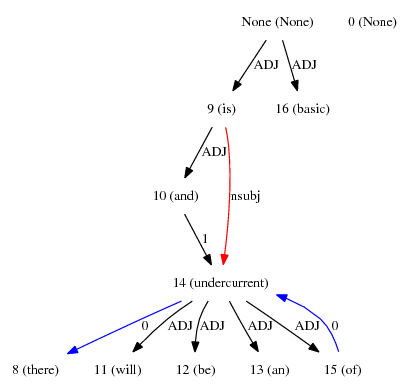 None (None) 0 (None)
ADJ ADJ
9 (is) 16 (basic)
ADJ
10 (and) nsubj
1
14 (undercurrent)
0 ADJ ADJ ADJ ADJ 0
8 (there) 11 (will) 12 (be) 13 (an) 15 (of)